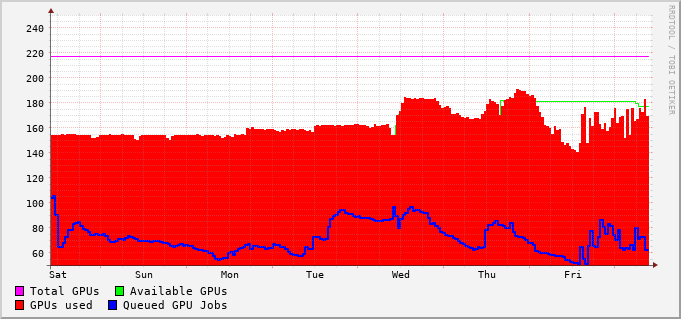 240
220
200
180
160
140
120
100
80
60
Sat Sun Mon Tue Wed Thu Fri
Total GPUs Available GPUs
GPUs used Queued GPU Jobs
RRDTOOL / TOBI OETIKER